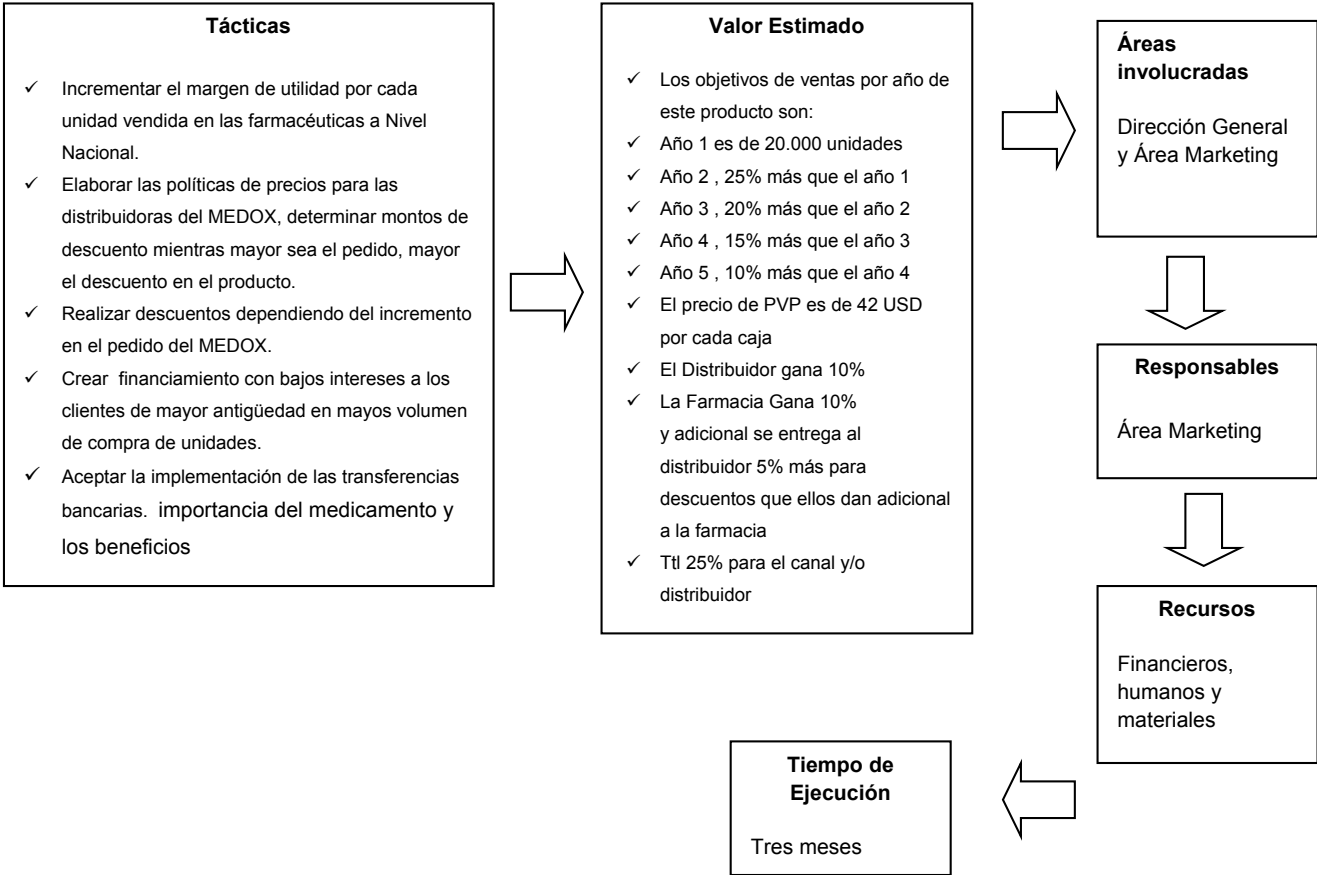 Tácticas
✓ Incrementar el margen de utilidad por cada
unidad vendida en las farmacéuticas a Nivel
Nacional.
✓ Elaborar las políticas de precios para las
distribuidoras del MEDOX, determinar montos de
descuento mientras mayor sea el pedido, mayor
el descuento en el producto.
✓ Realizar descuentos dependiendo del incremento
en el pedido del MEDOX.
✓ Crear financiamiento con bajos intereses a los
clientes de mayor antigüedad en mayos volumen
de compra de unidades.
✓ Aceptar la implementación de las transferencias
bancarias. importancia del medicamento y
los beneficios
Valor Estimado
✓ Los objetivos de ventas por año de
este producto son:
✓ Año 1 es de 20.000 unidades
✓ Año 2 , 25% más que el año 1
✓ Año 3 , 20% más que el año 2
✓ Año 4 , 15% más que el año 3
✓ Año 5 , 10% más que el año 4
✓ El precio de PVP es de 42 USD
por cada caja
✓ El Distribuidor gana 10%
✓ La Farmacia Gana 10%
y adicional se entrega al
distribuidor 5% más para
descuentos que ellos dan adicional
a la farmacia
✓ Ttl 25% para el canal y/o
distribuidor
Áreas
involucradas
Dirección General
y Área Marketing
Responsables
Área Marketing
Recursos
Financieros,
humanos y
materiales
Tiempo de
Ejecución
Tres meses